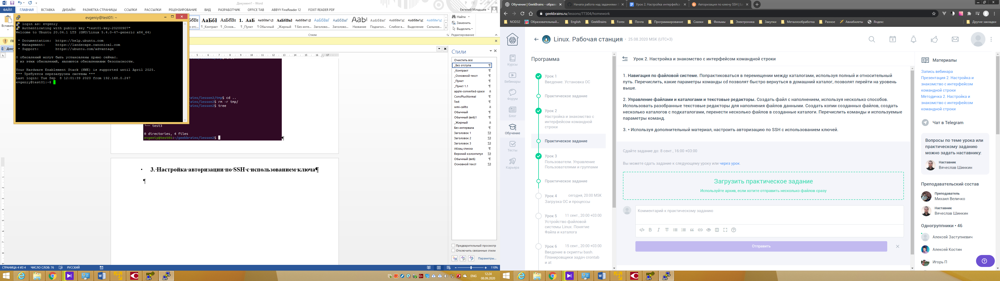 Документ1 - Word
ФАЙЛ ГЛАВНАЯ ВСТАВКА ДИЗАЙН РАЗМЕТКА СТРАНИЦЫ ССЫЛКИ РАССЫЛКИ РЕЦЕНЗИРОВАНИЕ ВИД РАЗРАБОТЧИК OFFICE TAB ABBYY FineReader 12 FOXIT READER PDF
Евгений Младшев
Вставить
¶ _Контракт ¶ _Основ... ¶ _Пункт ¶ Обычный _Жирный ¶ Без инте... Заголово... Заголово... Название Подзагол... Слабое в... Выделение Сильное...
Стили
Найти
Заменить
Выделить
Редактирование
evgeniy@test01: ~
login as: evgeniy
Authenticating with public key "test01-key-20200907"
Welcome to Ubuntu 20.04.1 LTS (GNU/Linux 5.4.0-47-generic x86_64)
* Documentation: https://help.ubuntu.com
* Management: https://landscape.canonical.com
* Support: https://ubuntu.com/advantage
0 обновлений могут быть установлены прямо сейчас.
0 из этих обновлений, являются обновлениями безопасности.
Your Hardware Enablement Stack (HWE) is supported until April 2025.
*** Требуется перезагрузка системы ***
Last login: Tue Sep 8 12:01:39 2020 from 192.168.0.247
evgeniy@test01:~$
ains/lesson2/tmp$ cd ..
ains/lesson2$ rm -r tmp/
ains/lesson2$ tree
└── test3
0 directories, 4 files
evgeniy@test01:~/geekbrains/lesson2$ ¶
3.·Настройка·авторизации·по·SSH·с·использованием·ключа¶
¶
Стили
Очистить все
_Без отступа
_Контракт
_Основной текст
_Пункт
_Пункт 1.1
apple-converted-space
ConsPlusNormal
Text
wmi-callto
Обычный
Обычный (веб)1
_Жирный
Без интервала
Заголовок 1
Заголовок 2
Заголовок 3
Абзац списка
Верхний колонтитул
Обычный (веб)
Основной текст
Предварительный просмотр
Отключить связанные стили
Параметры...
СТРАНИЦА 4 ИЗ 4 ЧИСЛО СЛОВ: 76 РУССКИЙ
110%
ENG
12:24
08.09.2020
Обучение | GeekBrains - образо
Начата работа над заданиями
Урок 2. Настройка интерфейса
Авторизация по ключу SSH | Lo
geekbrains.ru/lessons/77304/homework
NOD32 Образовательный... English GeekBrains Forex Почта Программирование Сказки Фильмы Электроника Закупки Металлообработка Разное Авиабилеты Яндекс Другие закладки
Курсы
Вебинары
Форум
Блог
Обучение
Тесты
Карьера
Linux. Рабочая станция • 25.08.2020 MSK (UTC+3)
Программа
Урок 1
Введение. Установка ОС
Практическое задание
Урок 2
Настройка и знакомство с
интерфейсом командной
строки
Практическое задание
Урок 3
Пользователи. Управление
Пользователями и группами
Практическое задание
Урок 4 сегодня, 20:00 MSK
Загрузка ОС и процессы
Урок 5 11 сент., 20:00 +03:00
Устройство файловой
системы Linux. Понятие
Файла и каталога
Урок 6 15 сент., 20:00 +03:00
Введение в скрипты bash.
Планировщики задач crontab
и at
Урок 2. Настройка и знакомство с интерфейсом командной строки
1. Навигация по файловой системе. Попрактиковаться в перемещении между каталогами, используя полный и относительный
путь. Перечислить, какие параметры команды cd позволят быстро вернуться в домашний каталог, позволят перейти на уровень
выше.
2. Управление файлами и каталогами и текстовые редакторы. Создать файл с наполнением, используя несколько способов.
Использовать разобранные текстовые редакторы для наполнения файлов данными. Создать копии созданных файлов, создать
несколько каталогов с подкаталогами, перенести несколько файлов в созданные каталоги. Перечислить команды и используемые
параметры команд.
3. * Используя дополнительный материал, настроить авторизацию по SSH с использованием ключей.
Сдайте задание до: 8 сент., 16:00 +03:00
Вы можете сдать задание к следующему уроку или через урок.
Загрузить практическое задание
Используйте архив, если хотите отправить несколько файлов сразу
Комментарий к практическому заданию
Отправить
Материалы
Запись вебинара
Презентация 2. Настройка и
знакомство с интерфейсом
командной строки
Методичка 2. Настройка и
знакомство с интерфейсом
командной строки
Чат в Telegram
Вопросы по теме урока или
практическому заданию
можно задать наставнику:
Наставник
Вячеслав Шинкин
Преподавательский состав
Преподаватель
Михаил Величко
Наставник
Вячеслав Шинкин
Одногруппники • 46
Алексей Заступневич
Алексей Костин
Игорь П